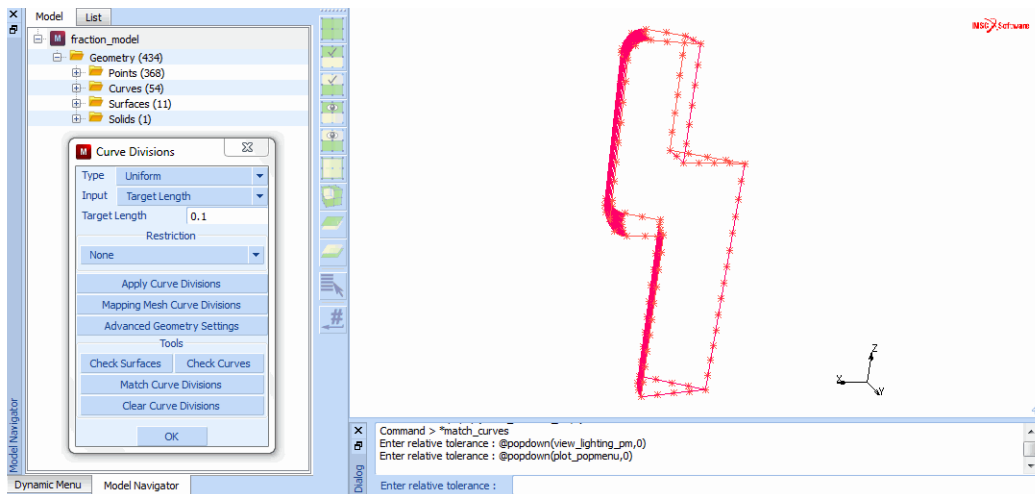 Model List
fraction_model
Geometry (434)
Points (368)
Curves (54)
Surfaces (11)
Solids (1)
M Curve Divisions
Type Uniform
Input Target Length
Target Length 0.1
Restriction
None
Apply Curve Divisions
Mapping Mesh Curve Divisions
Advanced Geometry Settings
Tools
Check Surfaces Check Curves
Match Curve Divisions
Clear Curve Divisions
OK
Model Navigator
Dynamic Menu Model Navigator
MSC Software
Z
X
Y
Command > *match_curves
Enter relative tolerance : @popdown(view_lighting_pm,0)
Enter relative tolerance : @popdown(plot_popmenu,0)
Dialog
Enter relative tolerance :